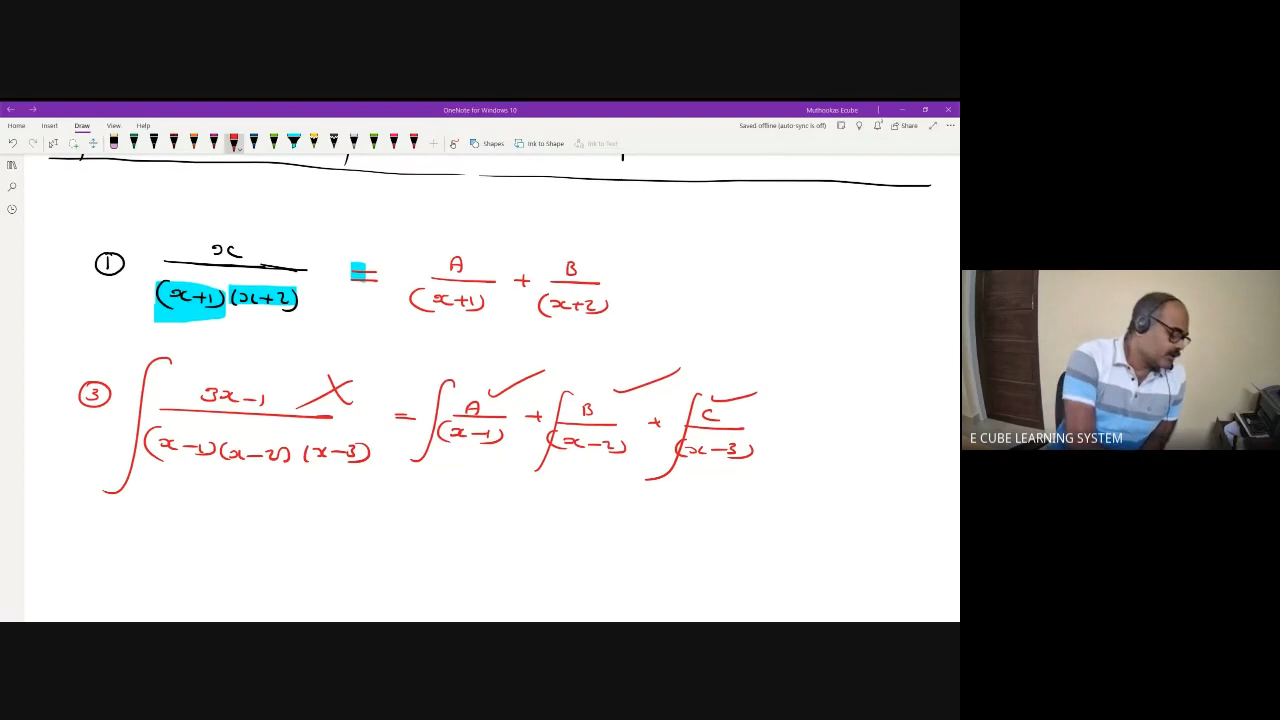 OneNote for Windows 10
Muthookas Ecube
Home Insert Draw View Help
Saved offline (auto-sync is off) Share
Shapes Ink to Shape Ink to Text
① x / (x+1)(x+2) = A / (x+1) + B / (x+2)
③ ∫ 3x-1 / (x-1)(x-2)(x-3) = ∫ A / (x-1) + ∫ B / (x-2) + ∫ C / (x-3)
E CUBE LEARNING SYSTEM